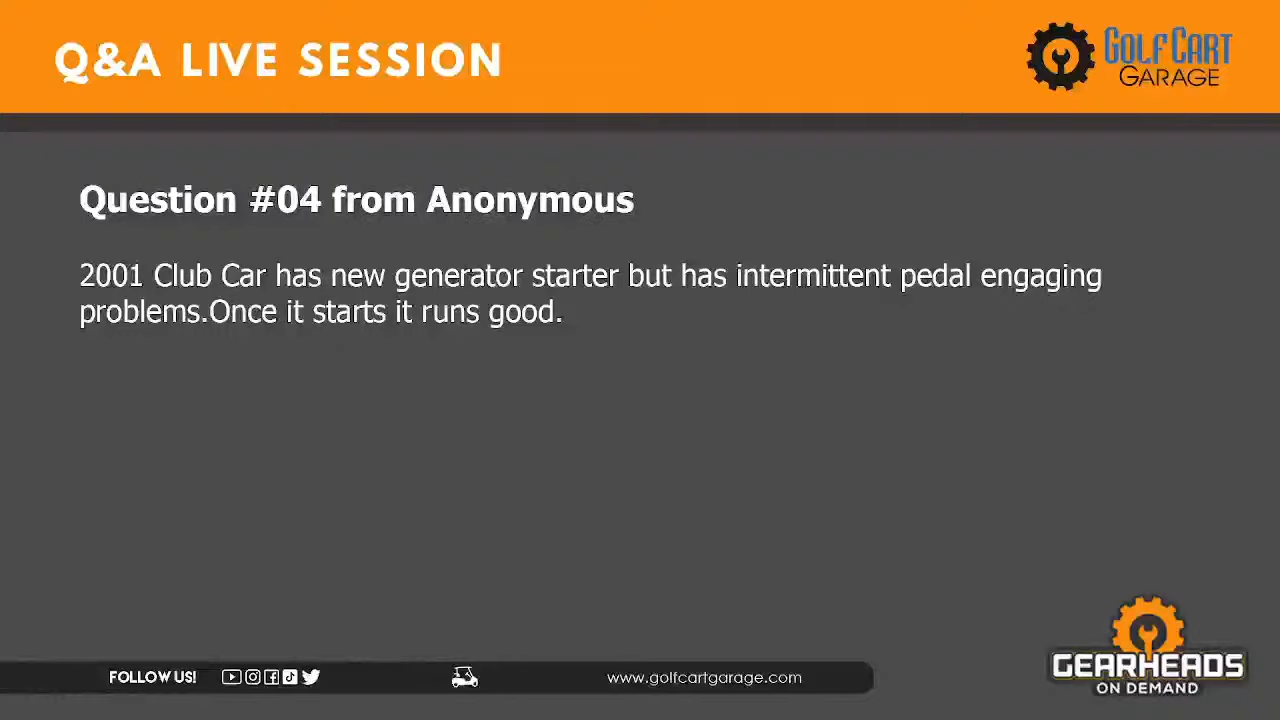 Q&A LIVE SESSION
GOLF CART
GARAGE
Question #04 from Anonymous
2001 Club Car has new generator starter but has intermittent pedal engaging
problems.Once it starts it runs good.
FOLLOW US!
www.golfcartgarage.com
GEARHEADS
ON DEMAND